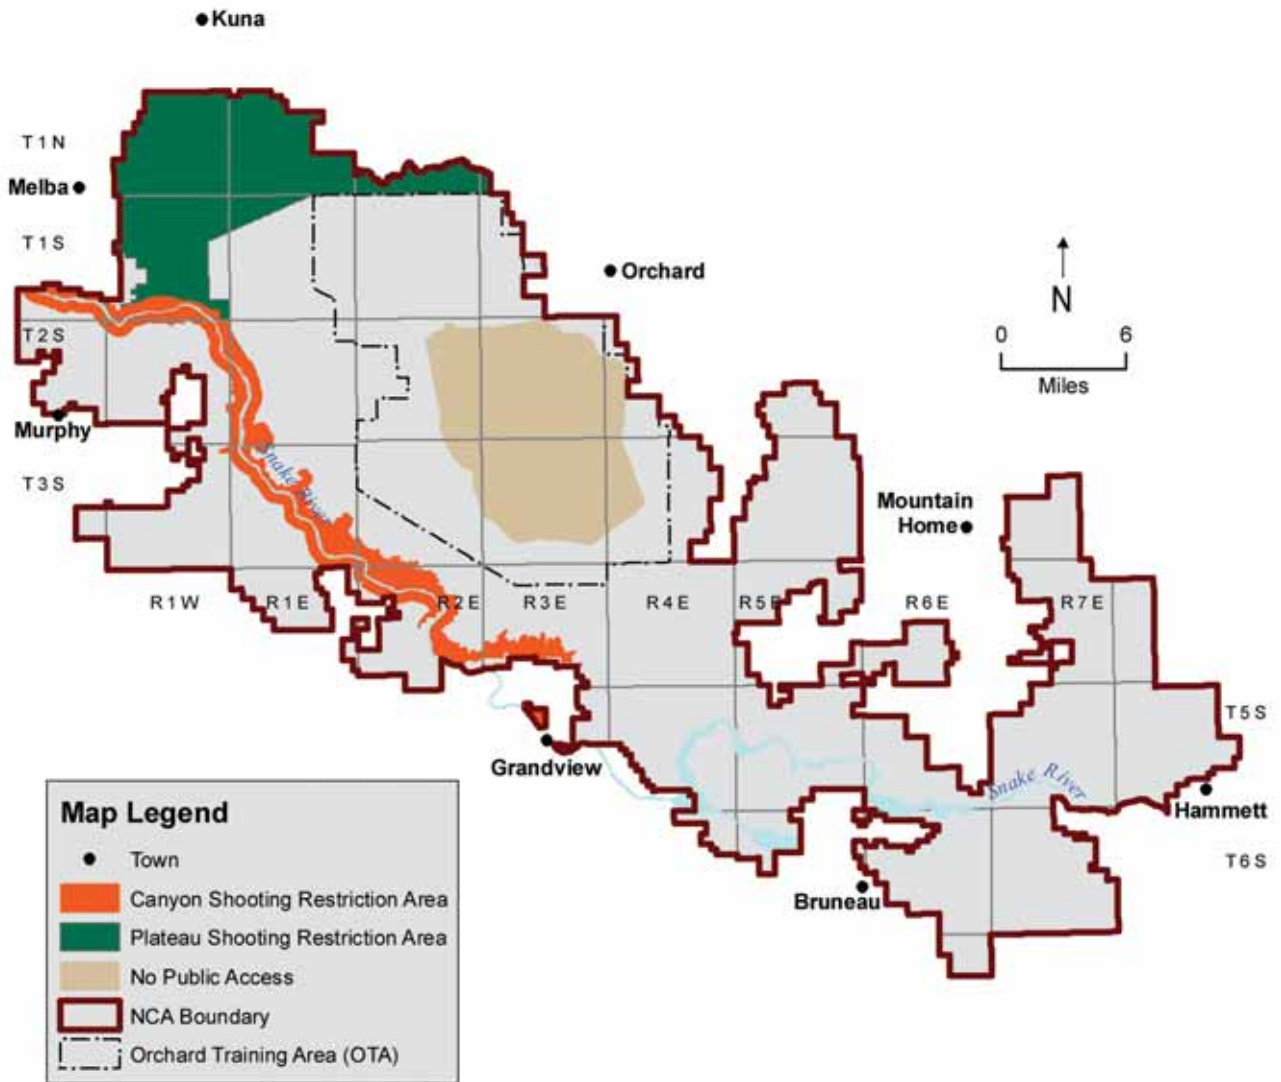 Kuna
T1N
Melba
T1S
Orchard
N
0 6
Miles
T2S
Murphy
Snake River
T3S
Mountain
Home
R1W R1E R2E R3E R4E R5E R6E R7E
T5S
Grandview
Snake River
Hammett
T6S
Bruneau
Map Legend
Town
Canyon Shooting Restriction Area
Plateau Shooting Restriction Area
No Public Access
NCA Boundary
Orchard Training Area (OTA)